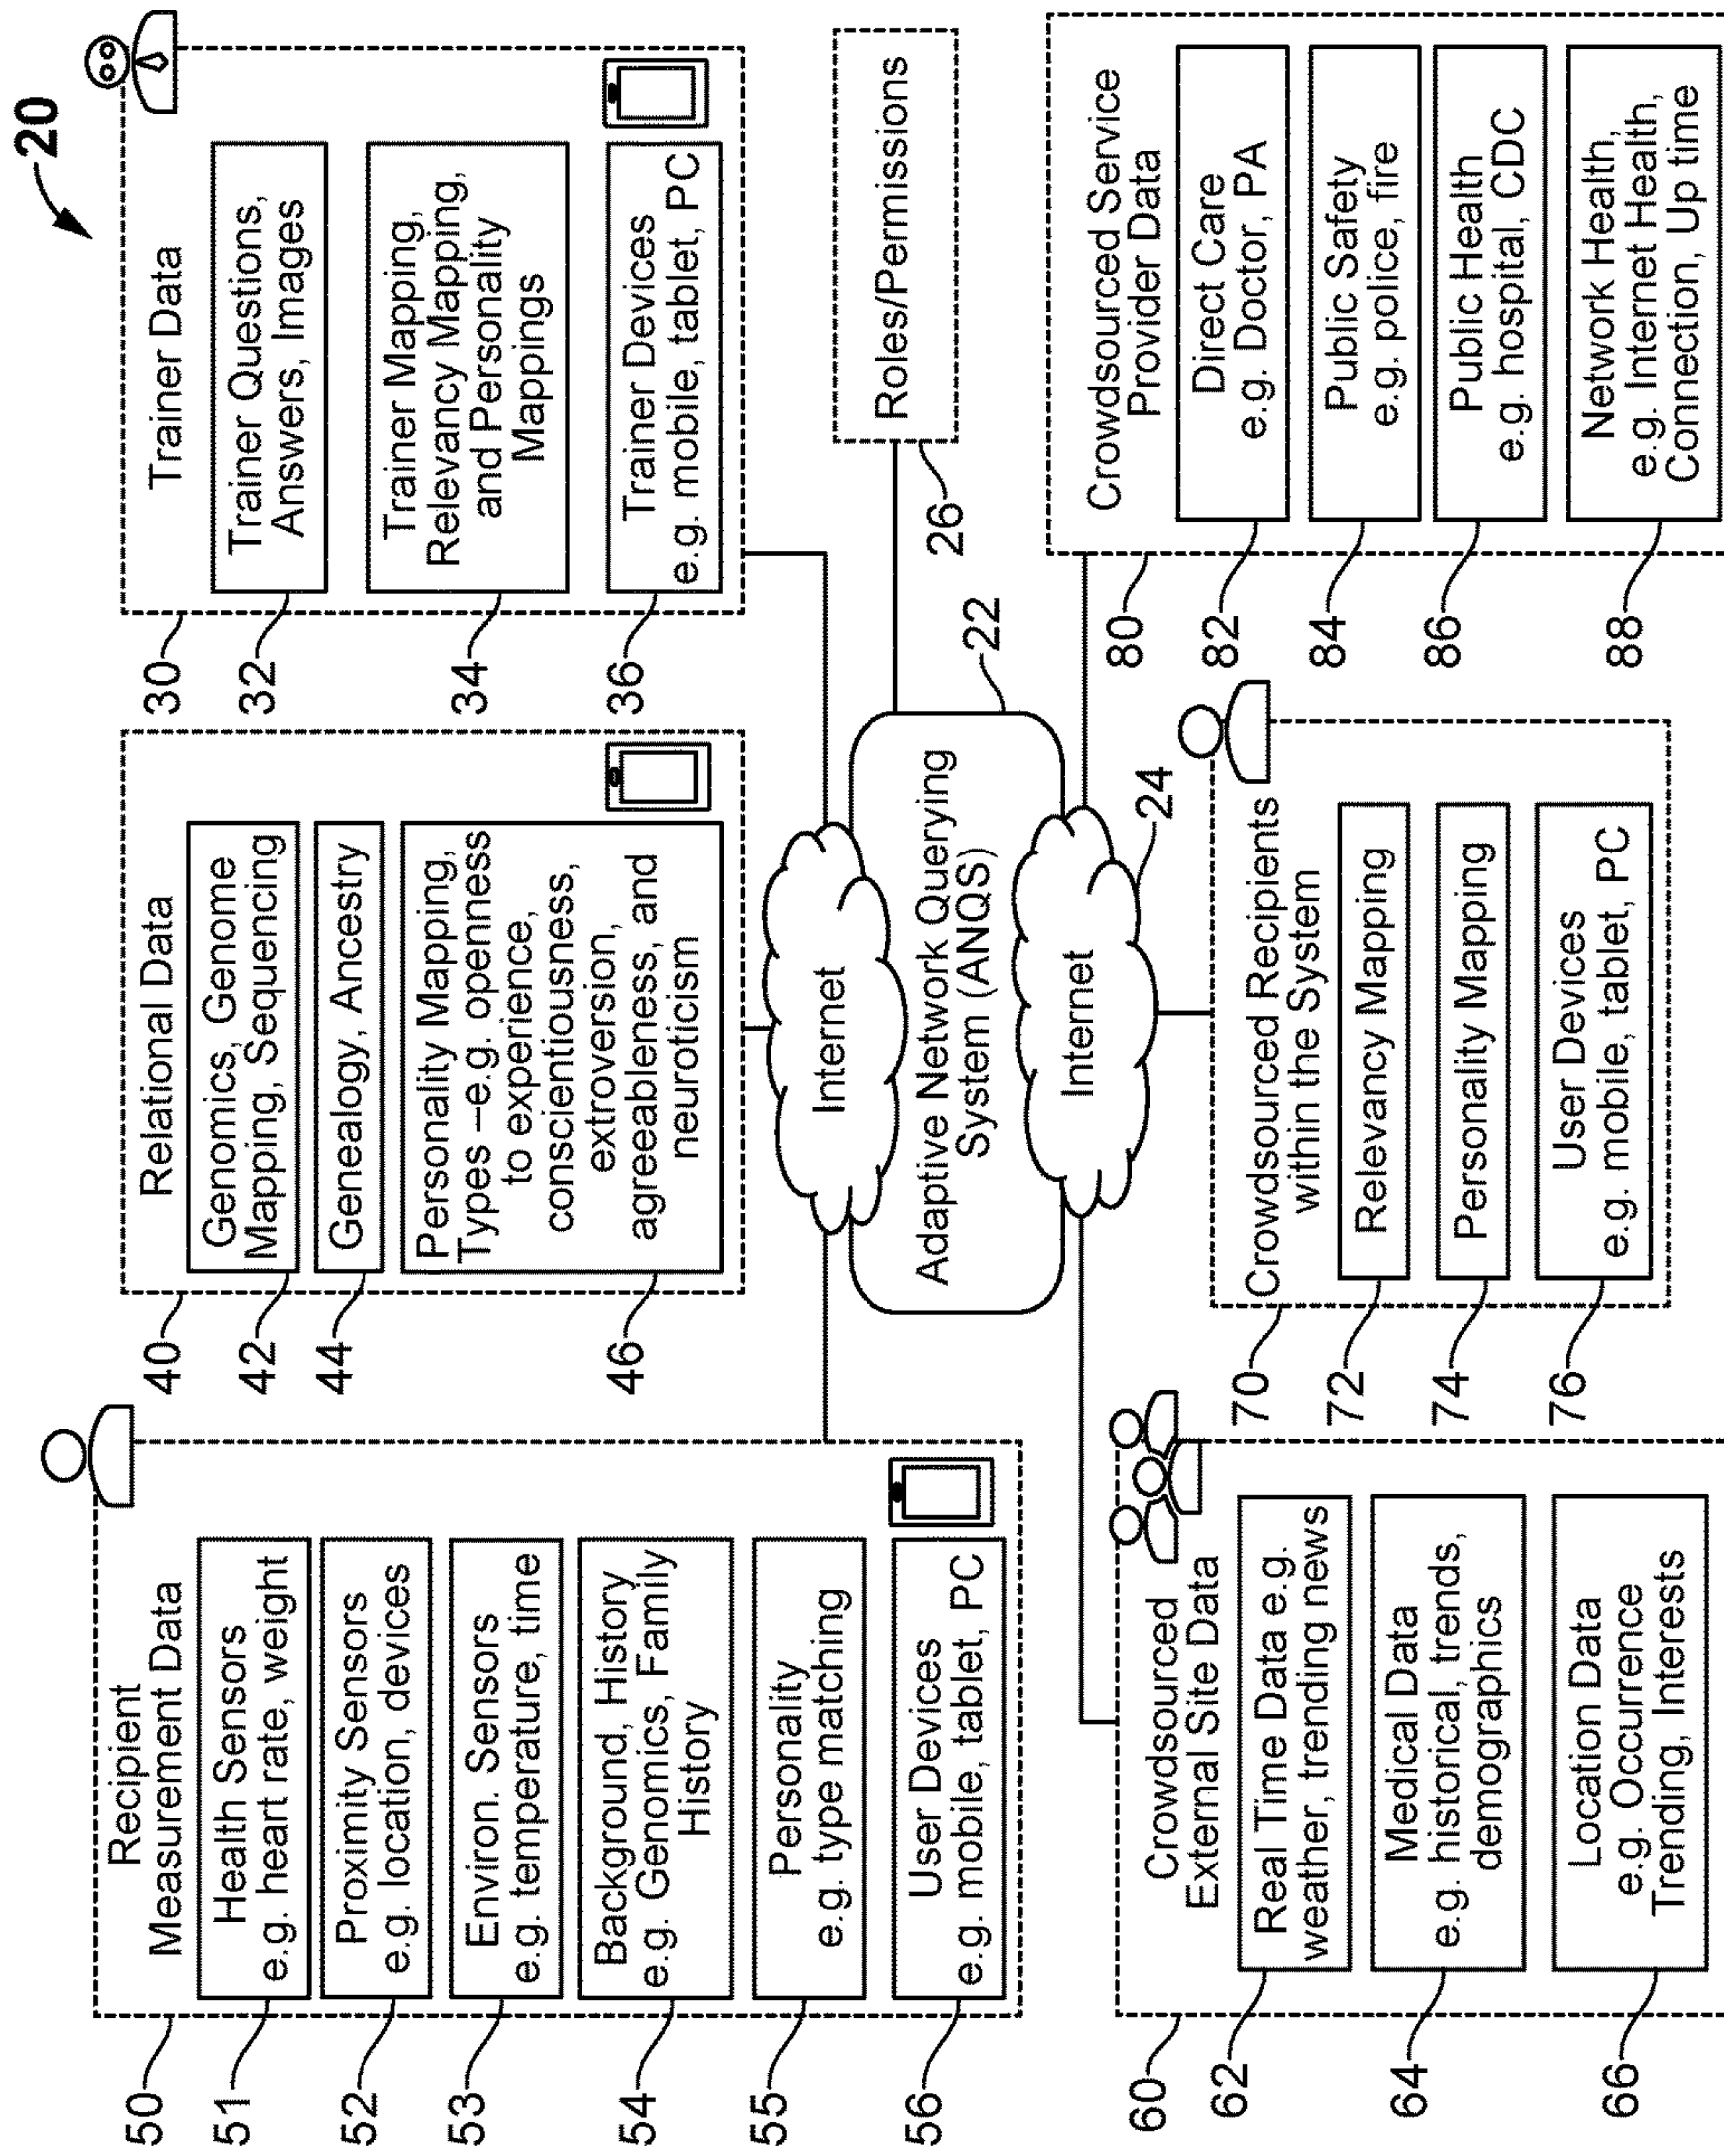 20
50
Recipient
Measurement Data
51
Health Sensors
e.g. heart rate, weight
52
Proximity Sensors
e.g. location, devices
53
Environ. Sensors
e.g. temperature, time
54
Background, History
e.g. Genomics, Family
History
55
Personality
e.g. type matching
56
User Devices
e.g. mobile, tablet, PC
40
Relational Data
42
Genomics, Genome
Mapping, Sequencing
44
Genealogy, Ancestry
46
Personality Mapping,
Types –e.g. openness
to experience,
conscientiousness,
extroversion,
agreeableness, and
neuroticism
30
Trainer Data
32
Trainer Questions,
Answers, Images
34
Trainer Mapping,
Relevancy Mapping,
and Personality
Mappings
36
Trainer Devices
e.g. mobile, tablet, PC
Internet
Adaptive Network Querying
System (ANQS)
22
Internet
24
Roles/Permissions
26
60
Crowdsourced
External Site Data
62
Real Time Data e.g.
weather, trending news
64
Medical Data
e.g. historical, trends,
demographics
66
Location Data
e.g. Occurrence
Trending, Interests
70
Crowdsourced Recipients
within the System
72
Relevancy Mapping
74
Personality Mapping
76
User Devices
e.g. mobile, tablet, PC
80
Crowdsourced Service
Provider Data
82
Direct Care
e.g. Doctor, PA
84
Public Safety
e.g. police, fire
86
Public Health
e.g. hospital, CDC
88
Network Health,
e.g. Internet Health,
Connection, Up time